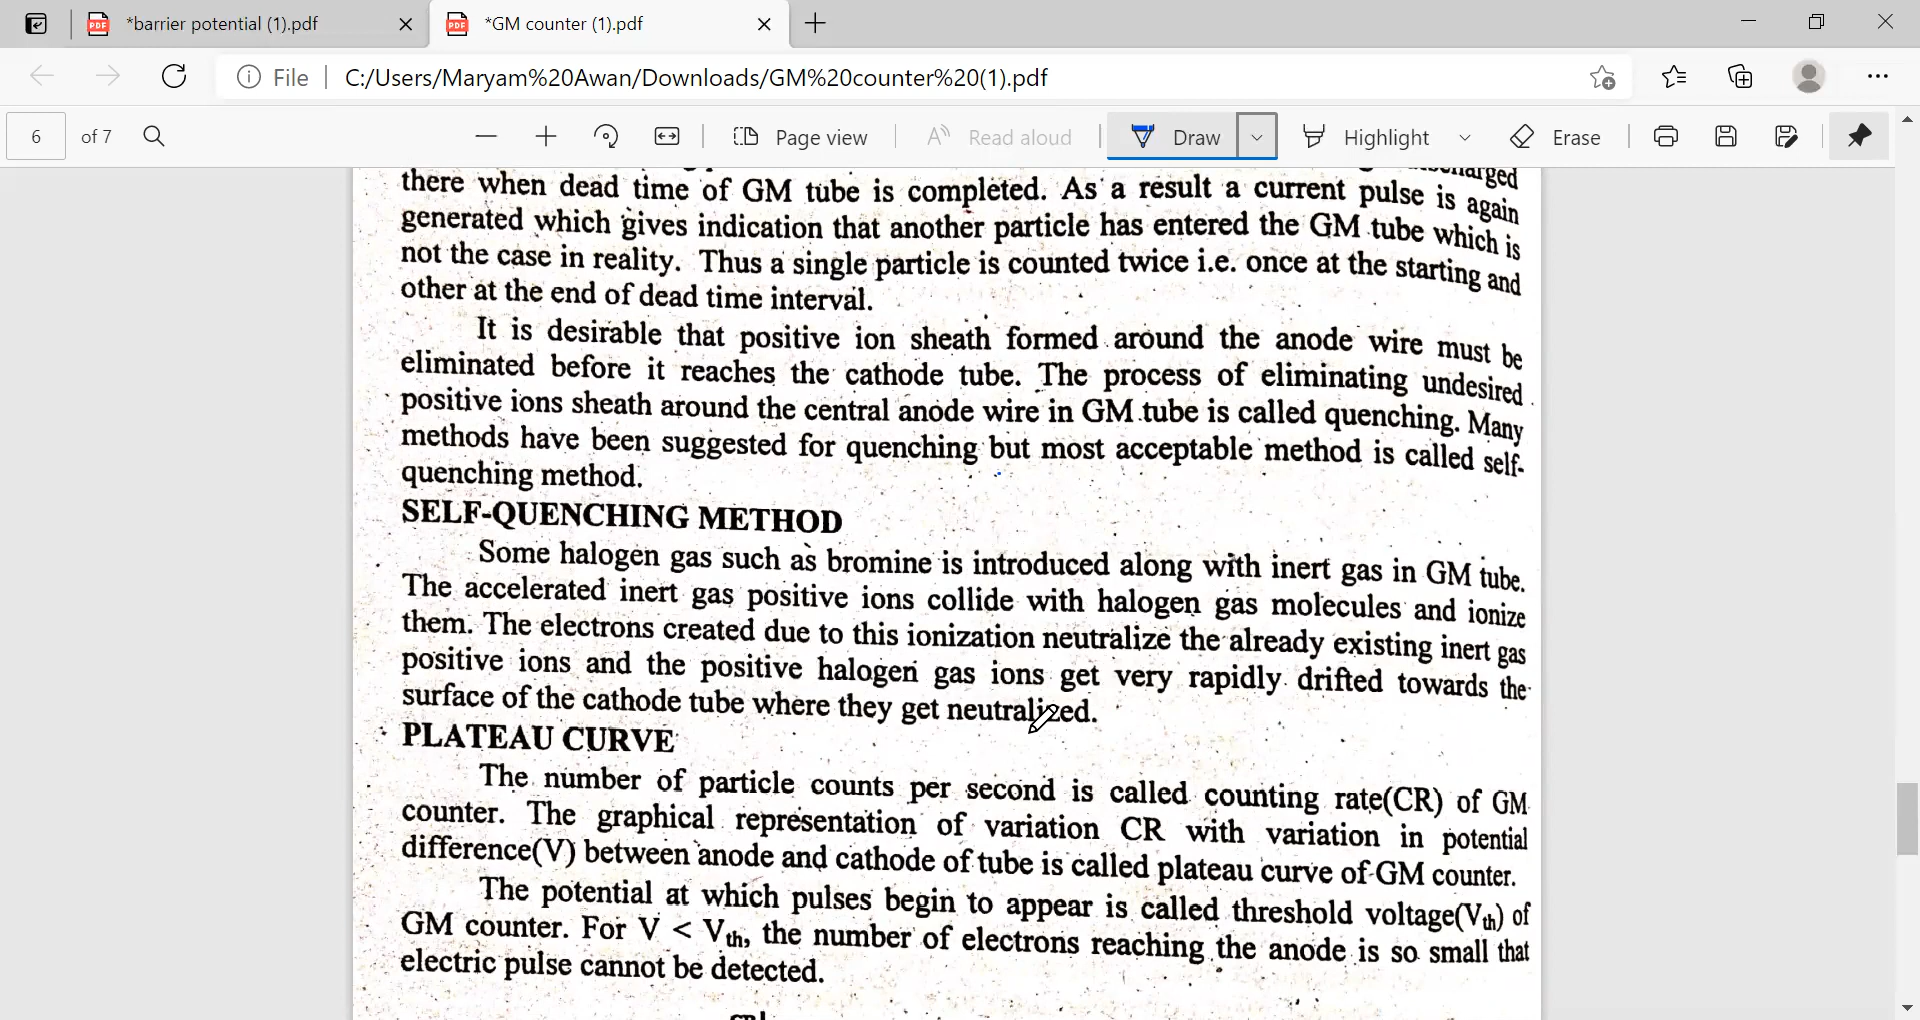 *barrier potential (1).pdf
*GM counter (1).pdf
File
C:/Users/Maryam%20Awan/Downloads/GM%20counter%20(1).pdf
6 of 7
Page view
Read aloud
Draw
Highlight
Erase
there when dead time of GM tube is completed. As a result a current pulse is again
generated which gives indication that another particle has entered the GM tube which is
not the case in reality. Thus a single particle is counted twice i.e. once at the starting and
other at the end of dead time interval.
It is desirable that positive ion sheath formed around the anode wire must be
eliminated before it reaches the cathode tube. The process of eliminating undesired
positive ions sheath around the central anode wire in GM tube is called quenching. Many
methods have been suggested for quenching but most acceptable method is called self-
quenching method.
SELF-QUENCHING METHOD
Some halogen gas such as bromine is introduced along with inert gas in GM tube.
The accelerated inert gas positive ions collide with halogen gas molecules and ionize
them. The electrons created due to this ionization neutralize the already existing inert gas
positive ions and the positive halogen gas ions get very rapidly drifted towards the
surface of the cathode tube where they get neutralized.
PLATEAU CURVE
The number of particle counts per second is called counting rate(CR) of GM
counter. The graphical representation of variation CR with variation in potential
difference(V) between anode and cathode of tube is called plateau curve of GM counter.
The potential at which pulses begin to appear is called threshold voltage(Vth) of
GM counter. For V < Vth, the number of electrons reaching the anode is so small that
electric pulse cannot be detected.